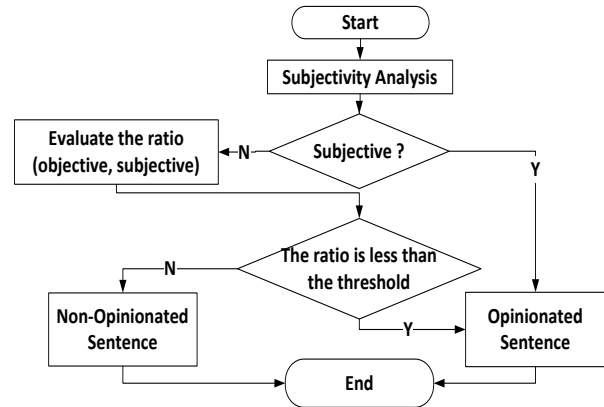 Start
Subjectivity Analysis
Evaluate the ratio
(objective, subjective)
N
Subjective ?
Y
The ratio is less than
the threshold
N
Non-Opinionated
Sentence
Y
Opinionated
Sentence
End